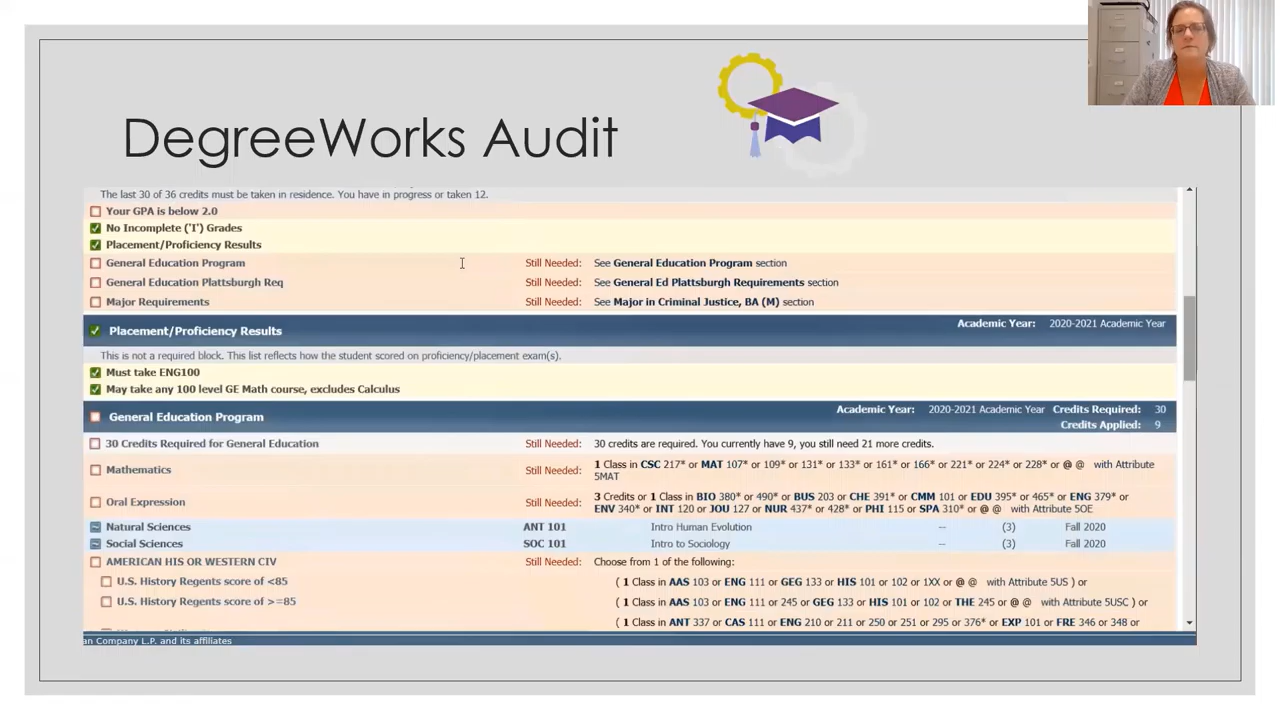 DegreeWorks Audit
The last 30 of 36 credits must be taken in residence. You have in progress or taken 12.
Your GPA is below 2.0
No Incomplete ('I') Grades
Placement/Proficiency Results
General Education Program Still Needed: See General Education Program section
General Education Plattsburgh Req Still Needed: See General Ed Plattsburgh Requirements section
Major Requirements Still Needed: See Major in Criminal Justice, BA (M) section
Placement/Proficiency Results Academic Year: 2020-2021 Academic Year
This is not a required block. This list reflects how the student scored on proficiency/placement exam(s).
Must take ENG100
May take any 100 level GE Math course, excludes Calculus
General Education Program Academic Year: 2020-2021 Academic Year Credits Required: 30
Credits Applied: 9
30 Credits Required for General Education Still Needed: 30 credits are required. You currently have 9, you still need 21 more credits.
Mathematics Still Needed: 1 Class in CSC 217* or MAT 107* or 109* or 131* or 133* or 161* or 166* or 221* or 224* or 228* or @ @ with Attribute
5MAT
Oral Expression Still Needed: 3 Credits or 1 Class in BIO 380* or 490* or BUS 203 or CHE 391* or CMM 101 or EDU 395* or 465* or ENG 379* or
ENV 340* or INT 120 or JOU 127 or NUR 437* or 428* or PHI 115 or SPA 310* or @ @ with Attribute 5OE
Natural Sciences ANT 101 Intro Human Evolution -- (3) Fall 2020
Social Sciences SOC 101 Intro to Sociology -- (3) Fall 2020
AMERICAN HIS OR WESTERN CIV Still Needed: Choose from 1 of the following:
U.S. History Regents score of <85 ( 1 Class in AAS 103 or ENG 111 or GEG 133 or HIS 101 or 102 or 1XX or @ @ with Attribute 5US ) or
U.S. History Regents score of >=85 ( 1 Class in AAS 103 or ENG 111 or 245 or GEG 133 or HIS 101 or 102 or THE 245 or @ @ with Attribute 5USC ) or
( 1 Class in ANT 337 or CAS 111 or ENG 210 or 211 or 250 or 251 or 295 or 376* or EXP 101 or FRE 346 or 348 or
an Company L.P. and its affiliates